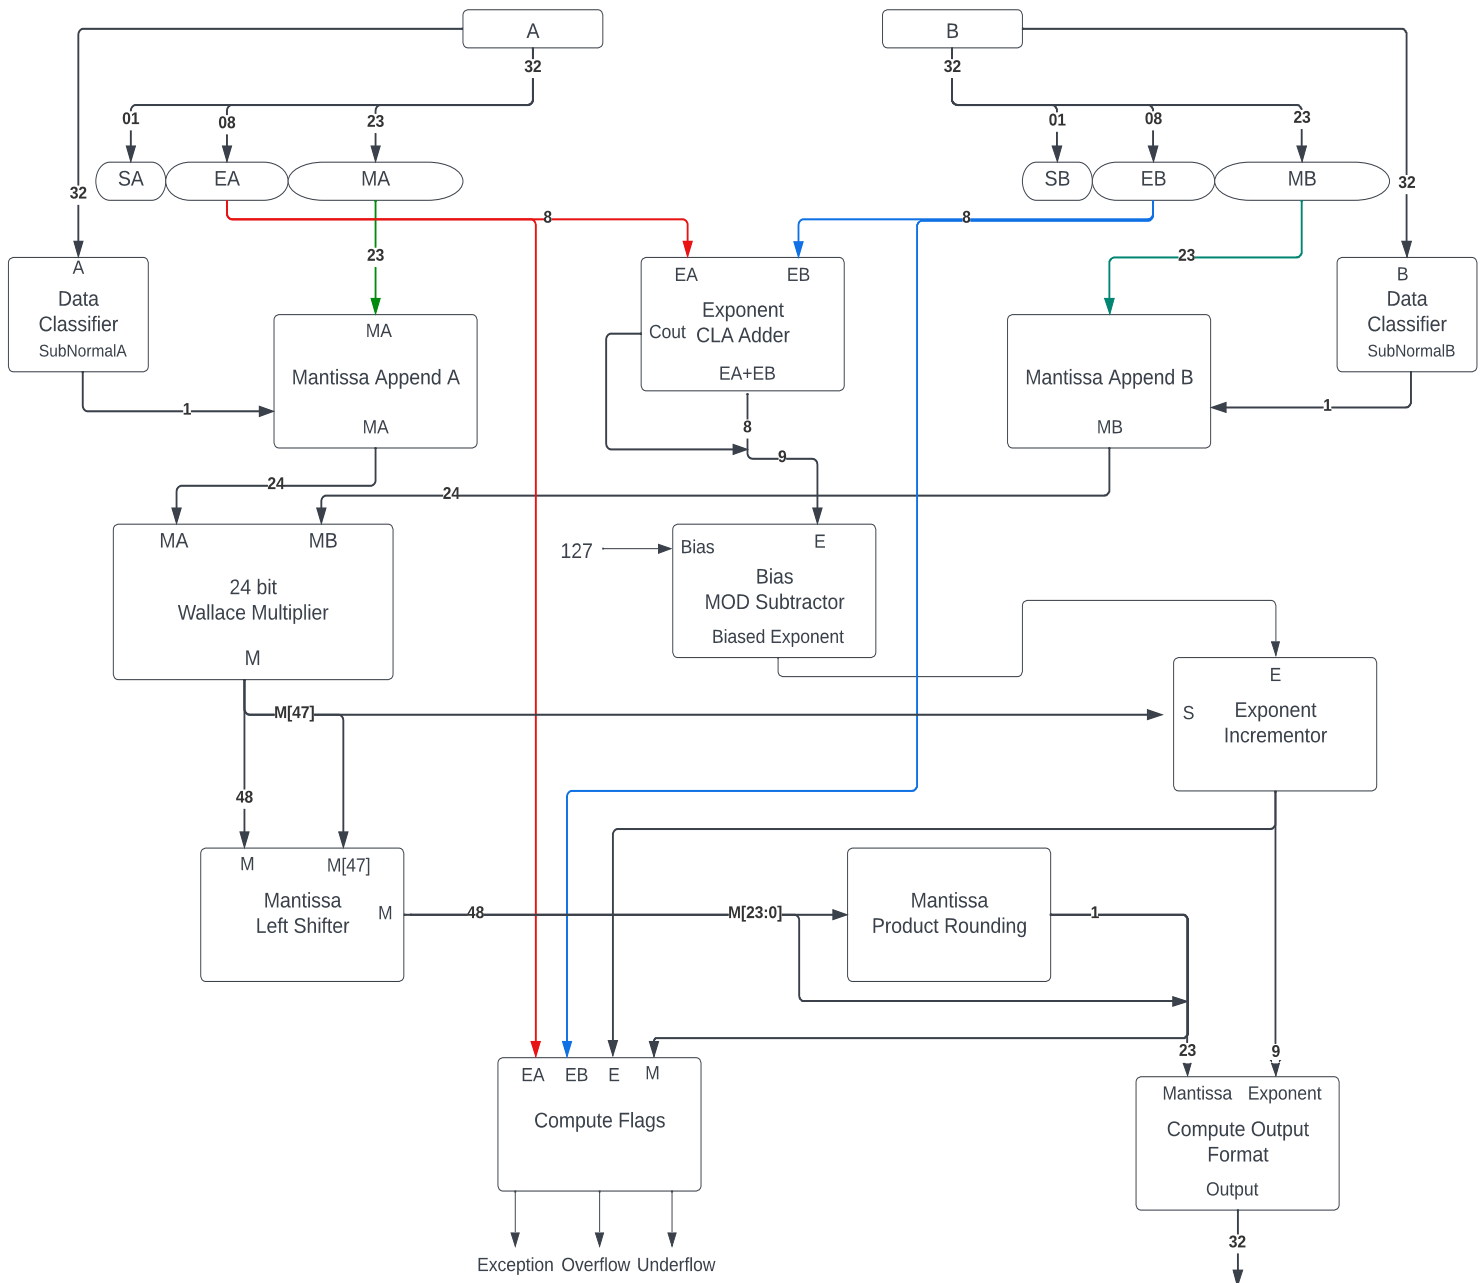 A
B
32
32
01
08
23
01
08
23
SA
EA
MA
SB
EB
MB
32
32
8
8
23
23
A
Data
Classifier
SubNormalA
EA
EB
Exponent
CLA Adder
Cout
EA+EB
B
Data
Classifier
SubNormalB
MA
Mantissa Append A
MA
Mantissa Append B
MB
1
1
8
9
24
24
MA
MB
24 bit
Wallace Multiplier
M
127
Bias
E
Bias
MOD Subtractor
Biased Exponent
E
S
Exponent
Incrementor
M[47]
48
M
M[47]
Mantissa
Left Shifter
M
48
M[23:0]
Mantissa
Product Rounding
1
23
9
EA
EB
E
M
Compute Flags
Mantissa
Exponent
Compute Output
Format
Output
32
Exception
Overflow
Underflow